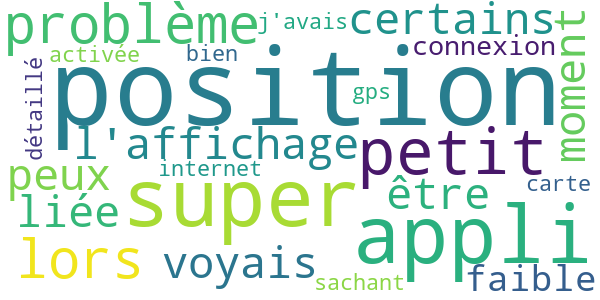 problème
j'avais
certains
moment
activée
bien
connexion
détaillé
position
gps
l'affichage
petit
peux
internet
carte
liée
super
être
appli
lors
voyais
sachant
faible